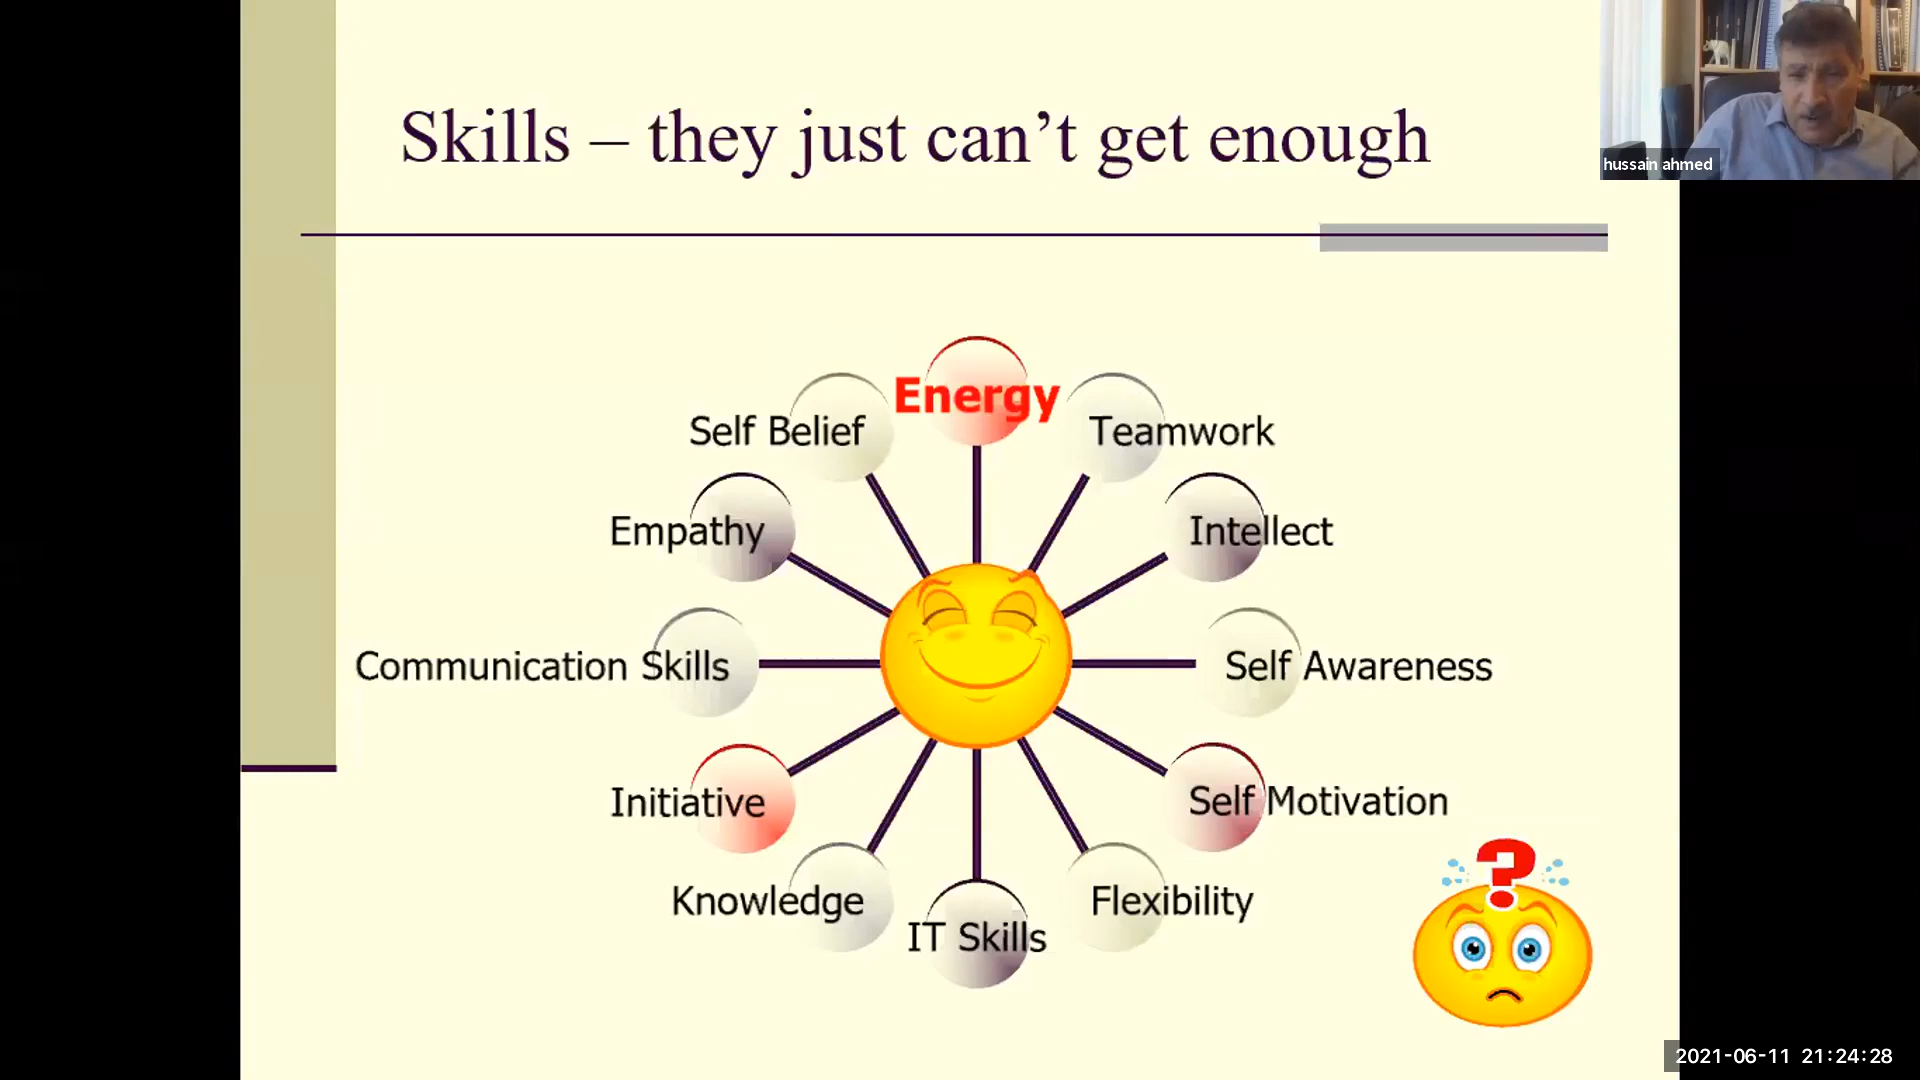 Skills – they just can’t get enough
hussain ahmed
Energy
Self Belief
Teamwork
Empathy
Intellect
Communication Skills
Self Awareness
Initiative
Self Motivation
Knowledge
Flexibility
IT Skills
?
2021-06-11 21:24:28